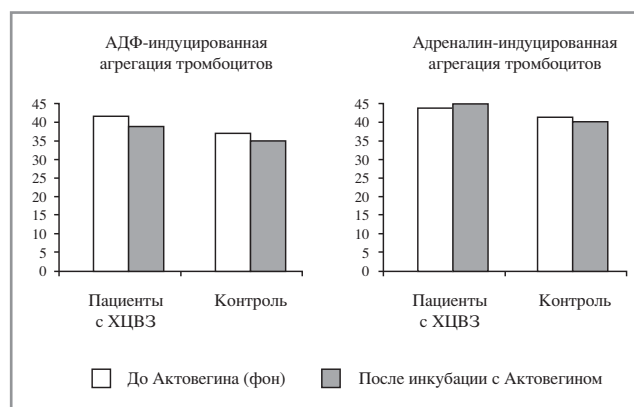 АДФ-индуцированная
агрегация тромбоцитов
45
40
35
30
25
20
15
10
5
0
Пациенты
с ХЦВЗ
Контроль
Адреналин-индуцированная
агрегация тромбоцитов
45
40
35
30
25
20
15
10
5
0
Пациенты
с ХЦВЗ
Контроль
До Актовегина (фон)
После инкубации с Актовегином